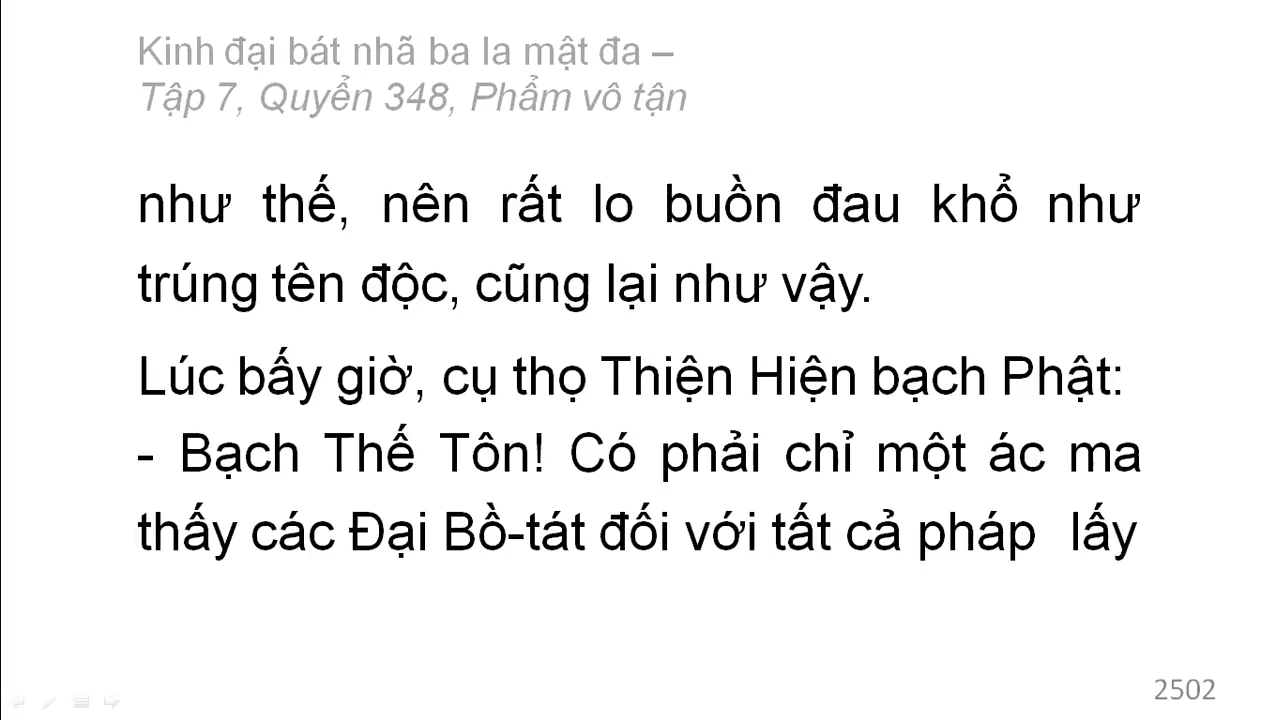 Kinh đại bát nhã ba la mật đa –
Tập 7, Quyển 348, Phẩm vô tận
như thế, nên rất lo buồn đau khổ như
trúng tên độc, cũng lại như vậy.
Lúc bấy giờ, cụ thọ Thiện Hiện bạch Phật:
- Bạch Thế Tôn! Có phải chỉ một ác ma
thấy các Đại Bồ-tát đối với tất cả pháp lấy
2502